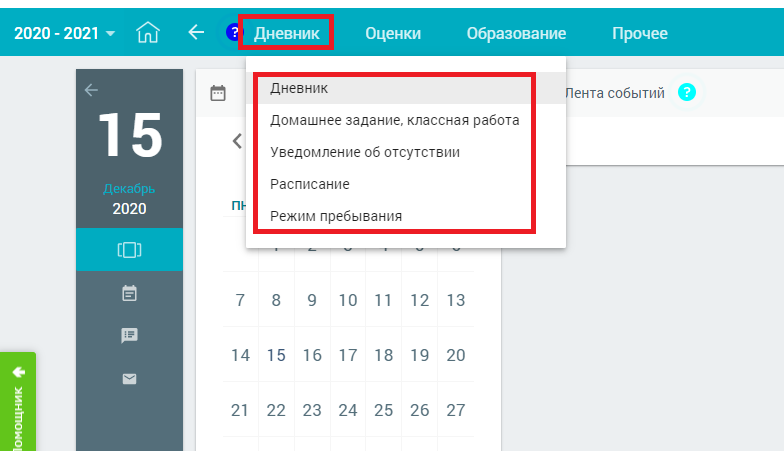 2020 - 2021 ? Дневник Оценки Образование Прочее
15
Декабрь
2020
Дневник
Домашнее задание, классная работа
Уведомление об отсутствии
Расписание
Режим пребывания
Лента событий ?
7 8 9 10 11 12 13
14 15 16 17 18 19 20
21 22 23 24 25 26 27
Помощник